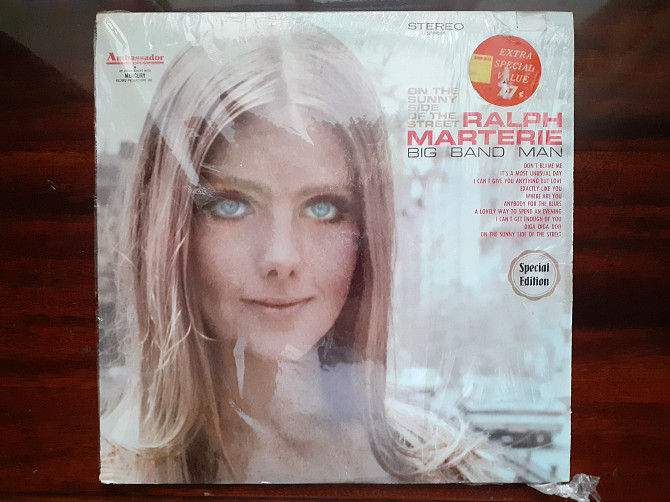 STEREO
Ambassador
BY ARRANGEMENT WITH
MERCURY
EXTRA
SPECIAL
VALUE
ON THE
SUNNY
SIDE
OF THE
STREET
RALPH
MARTERIE
BIG BAND MAN
DON'T BLAME ME
IT'S A MOST UNUSUAL DAY
I CAN'T GIVE YOU ANYTHING BUT LOVE
EXACTLY LIKE YOU
WHERE ARE YOU
ANYBODY FOR THE BLUES
A LOVELY WAY TO SPEND AN EVENING
I CAN'T GET ENOUGH OF YOU
DIGA DIGA DOO
ON THE SUNNY SIDE OF THE STREET
Special
Edition